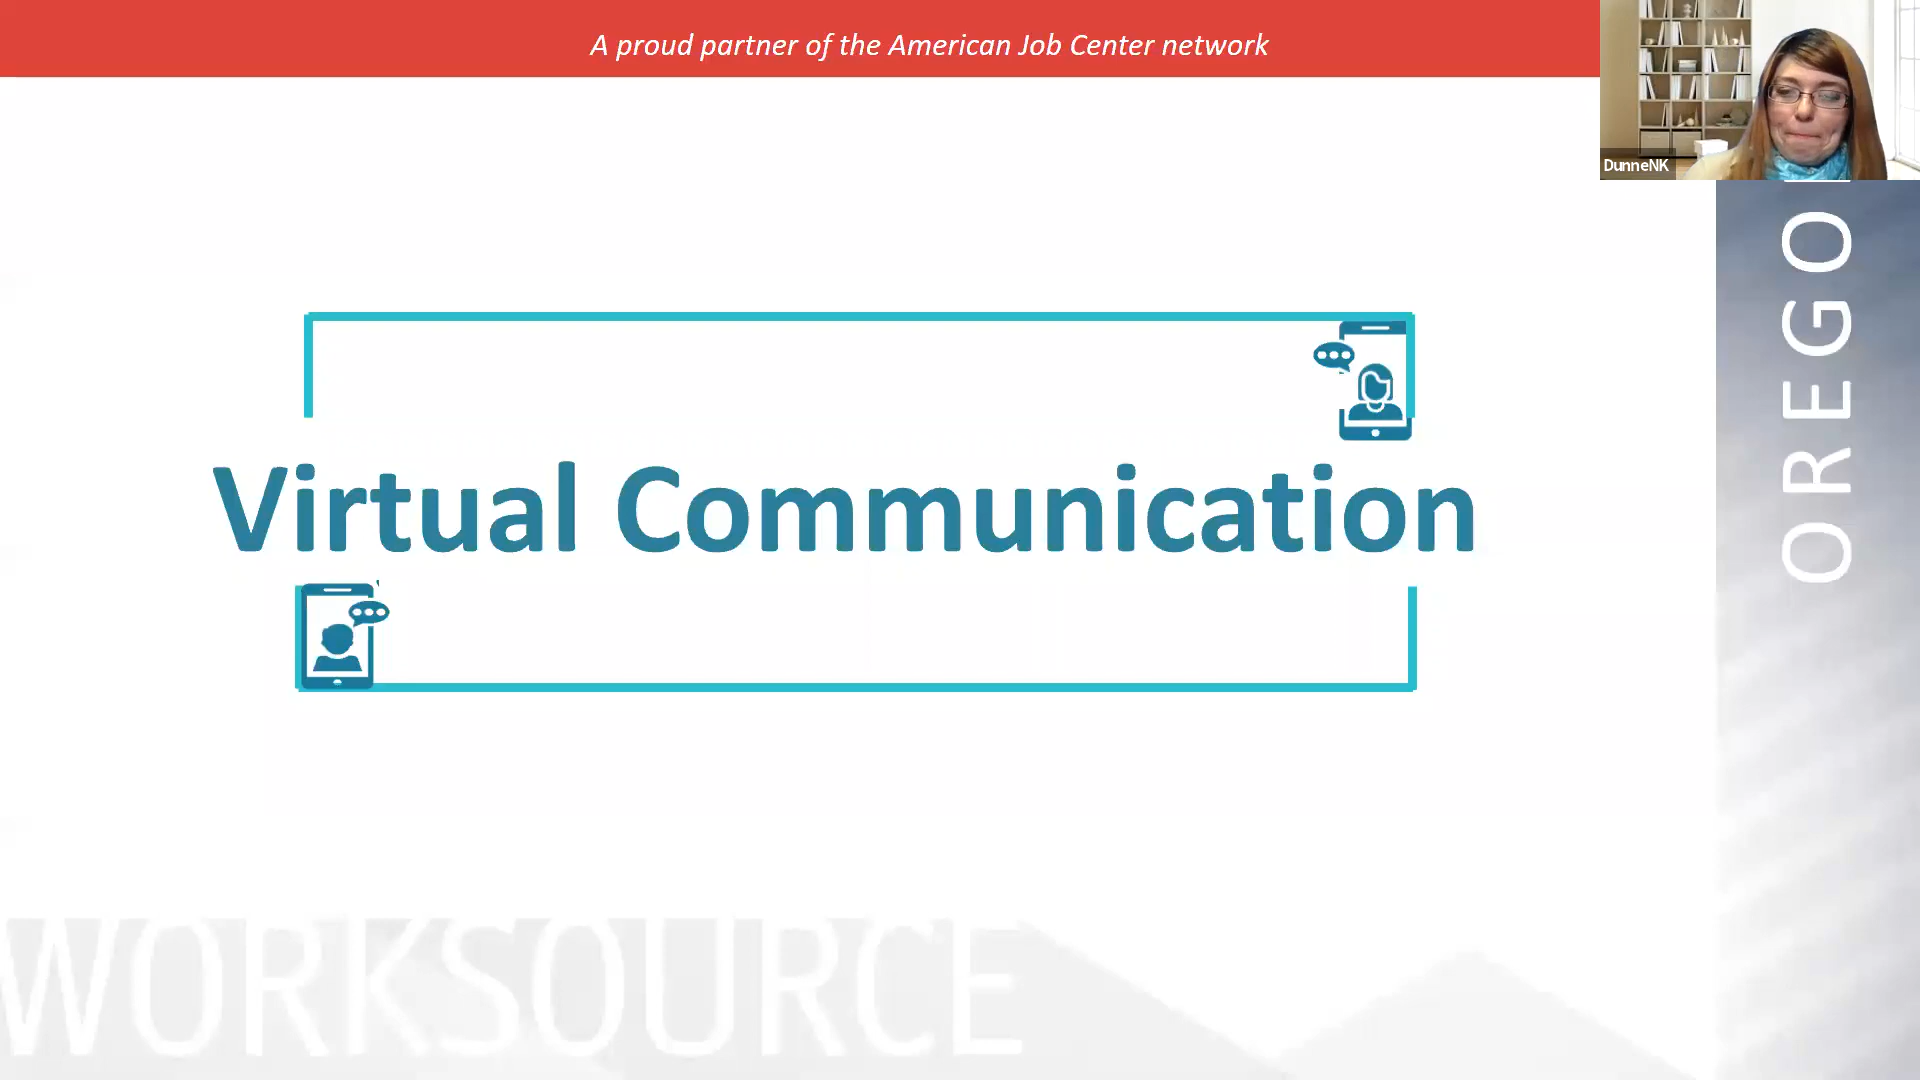 A proud partner of the American Job Center network
DunneNK
OREGO
Virtual Communication
WORKSOURCE